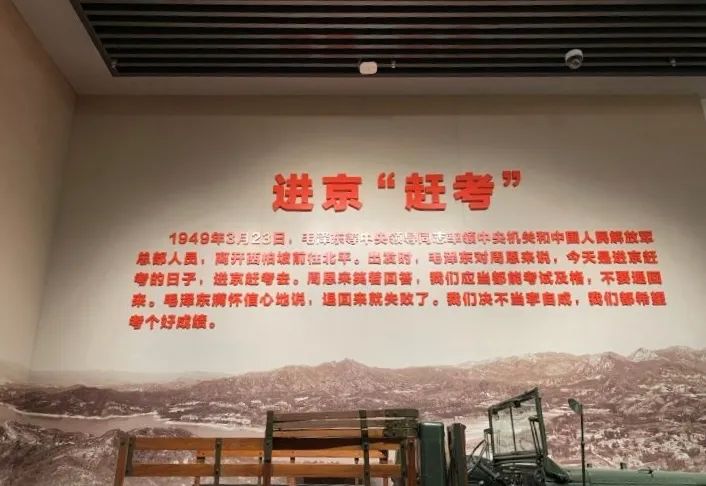 进京“赶考”
1949年3月23日，毛泽东等中央领导同志率领中央机关和中国人民解放军
总部人员，离开西柏坡前往北平。出发时，毛泽东对周恩来说，今天是进京赶
考的日子，进京赶考去。周恩来笑着回答，我们应当都能考试及格，不要退回
来。毛泽东满怀信心地说，退回来就失败了。我们决不当李自成，我们都希望
考个好成绩。